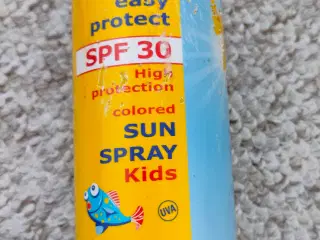 easy
protect
SPF 30
High
protection
colored
SUN
SPRAY
Kids
UVA